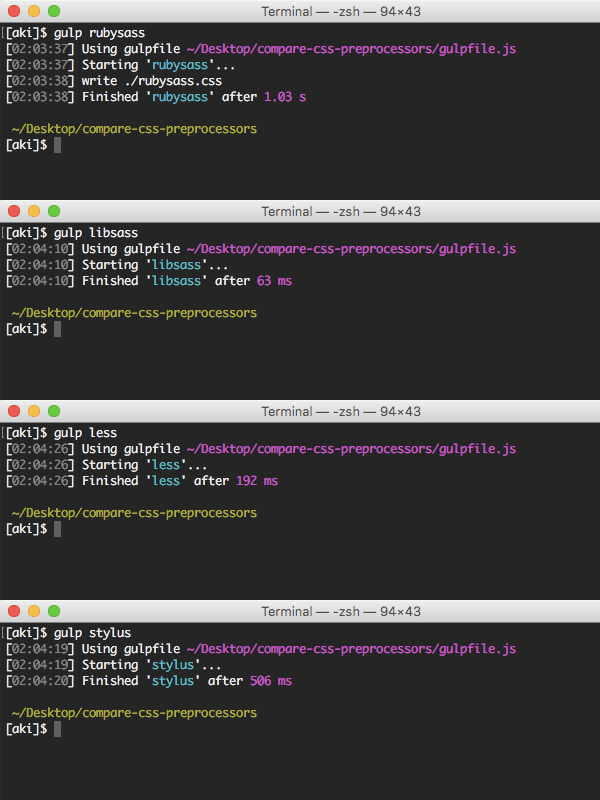 Terminal — -zsh — 94×43
[[aki]$ gulp rubysass
[02:03:37] Using gulpfile ~/Desktop/compare-css-preprocessors/gulpfile.js
[02:03:37] Starting 'rubysass'...
[02:03:38] write ./rubysass.css
[02:03:38] Finished 'rubysass' after 1.03 s
~/Desktop/compare-css-preprocessors
[aki]$
Terminal — -zsh — 94×43
[[aki]$ gulp libsass
[02:04:10] Using gulpfile ~/Desktop/compare-css-preprocessors/gulpfile.js
[02:04:10] Starting 'libsass'...
[02:04:10] Finished 'libsass' after 63 ms
~/Desktop/compare-css-preprocessors
[aki]$
Terminal — -zsh — 94×43
[[aki]$ gulp less
[02:04:26] Using gulpfile ~/Desktop/compare-css-preprocessors/gulpfile.js
[02:04:26] Starting 'less'...
[02:04:26] Finished 'less' after 192 ms
~/Desktop/compare-css-preprocessors
[aki]$
Terminal — -zsh — 94×43
[[aki]$ gulp stylus
[02:04:19] Using gulpfile ~/Desktop/compare-css-preprocessors/gulpfile.js
[02:04:19] Starting 'stylus'...
[02:04:20] Finished 'stylus' after 506 ms
~/Desktop/compare-css-preprocessors
[aki]$